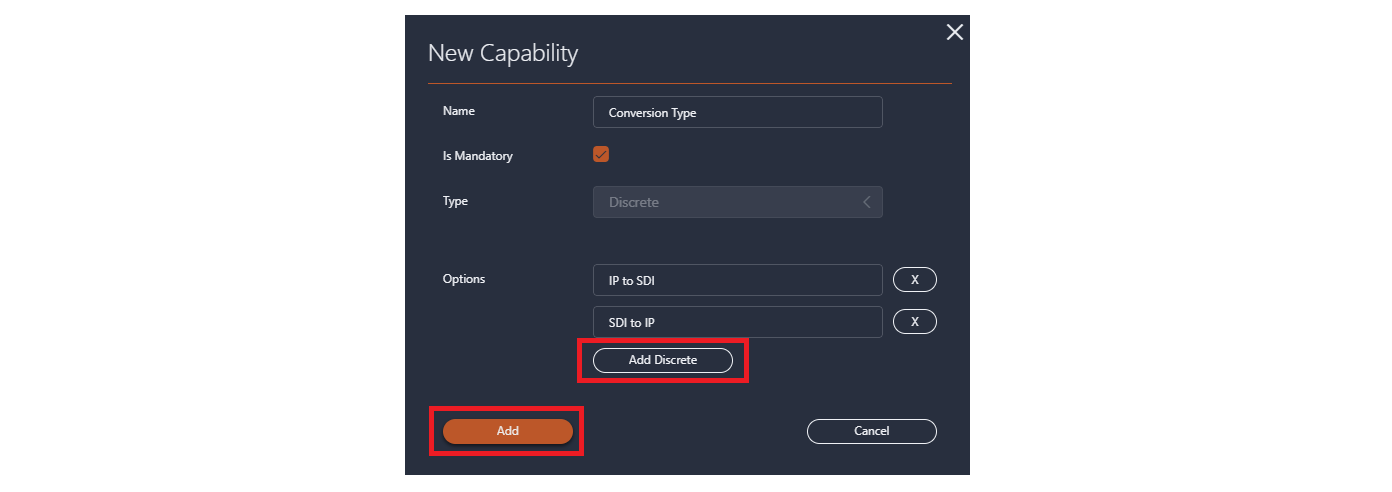 New Capability
Name
Conversion Type
Is Mandatory
Type
Discrete
Options
IP to SDI
X
SDI to IP
X
Add Discrete
Add
Cancel